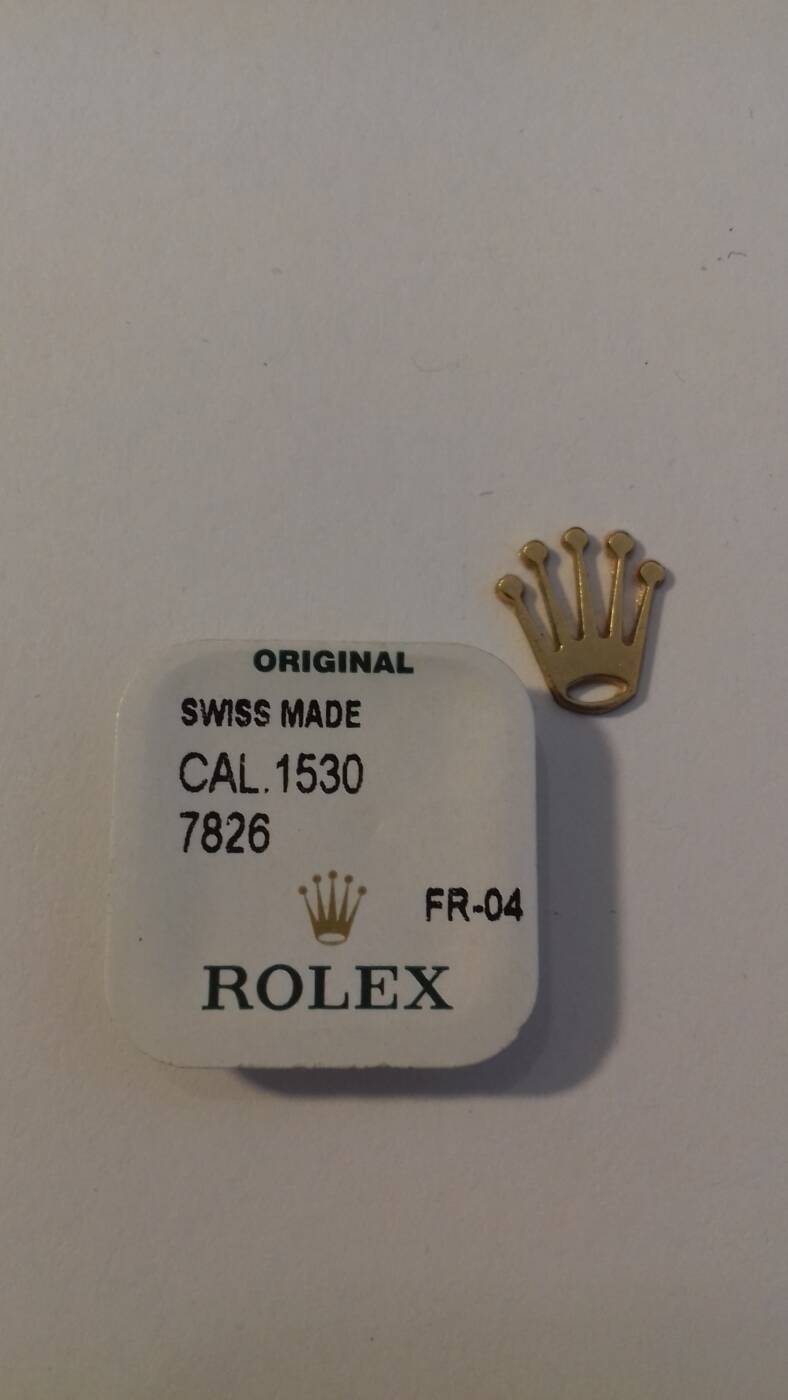 ORIGINAL
SWISS MADE
CAL.1530
7826
FR-04
ROLEX